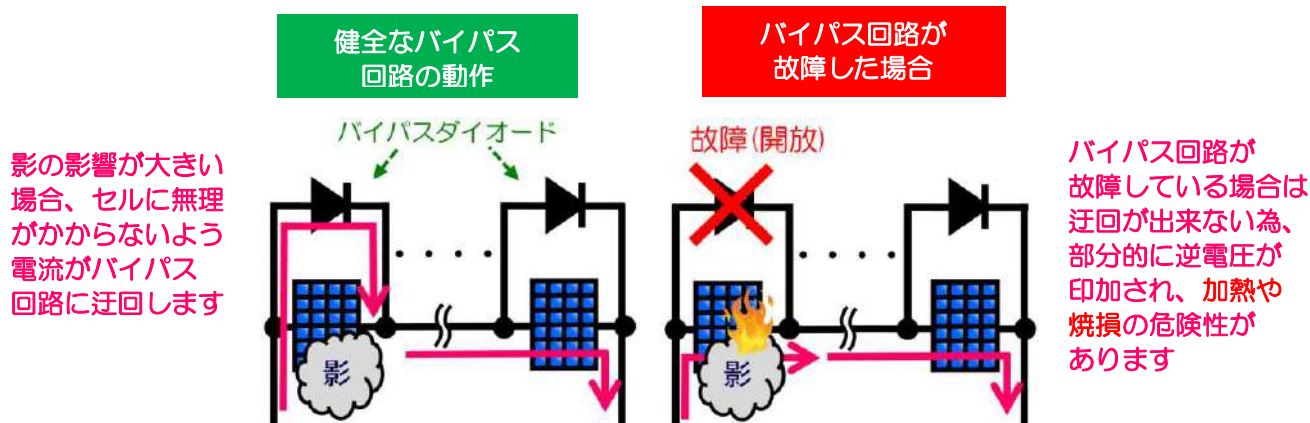 健全なバイパス
回路の動作
バイパス回路が
故障した場合
バイパスダイオード
故障(開放)
影の影響が大きい
場合、セルに無理
がかからないよう
電流がバイパス
回路に迂回します
影
影
バイパス回路が
故障している場合は
迂回が出来ない為、
部分的に逆電圧が
印加され、加熱や
焼損の危険性が
あります